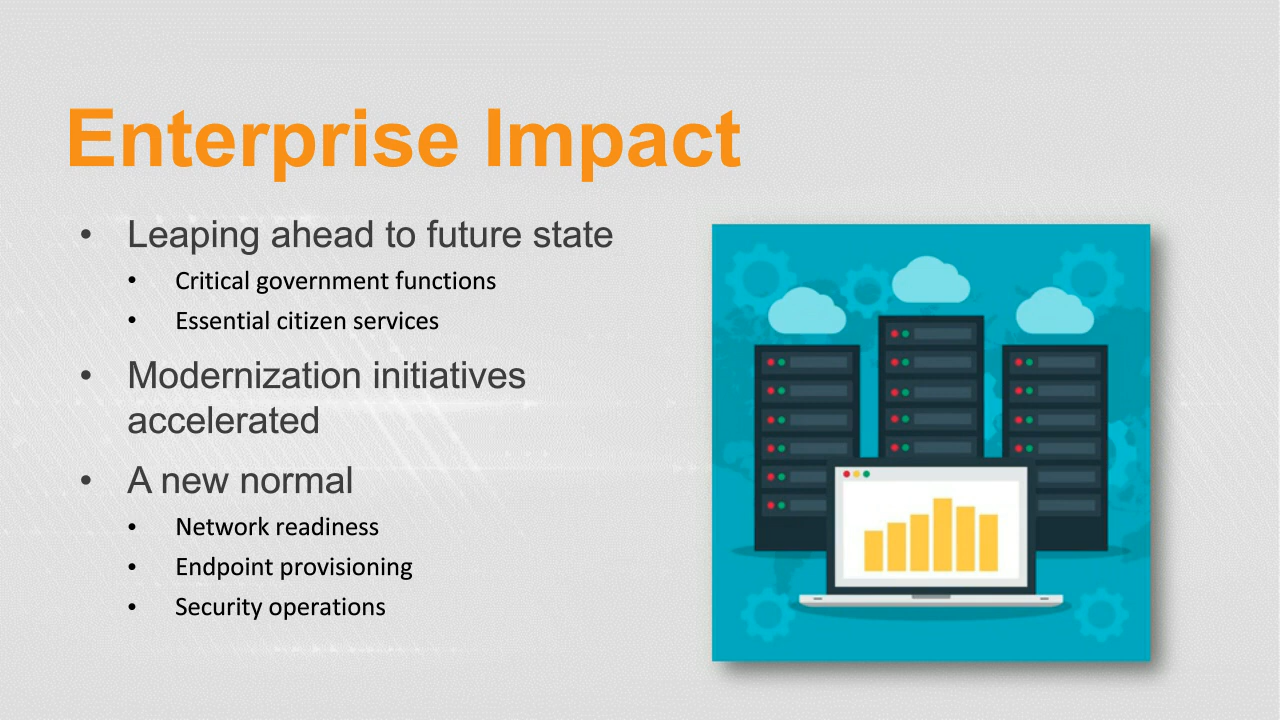 Enterprise Impact
• Leaping ahead to future state
• Critical government functions
• Essential citizen services
• Modernization initiatives
accelerated
• A new normal
• Network readiness
• Endpoint provisioning
• Security operations